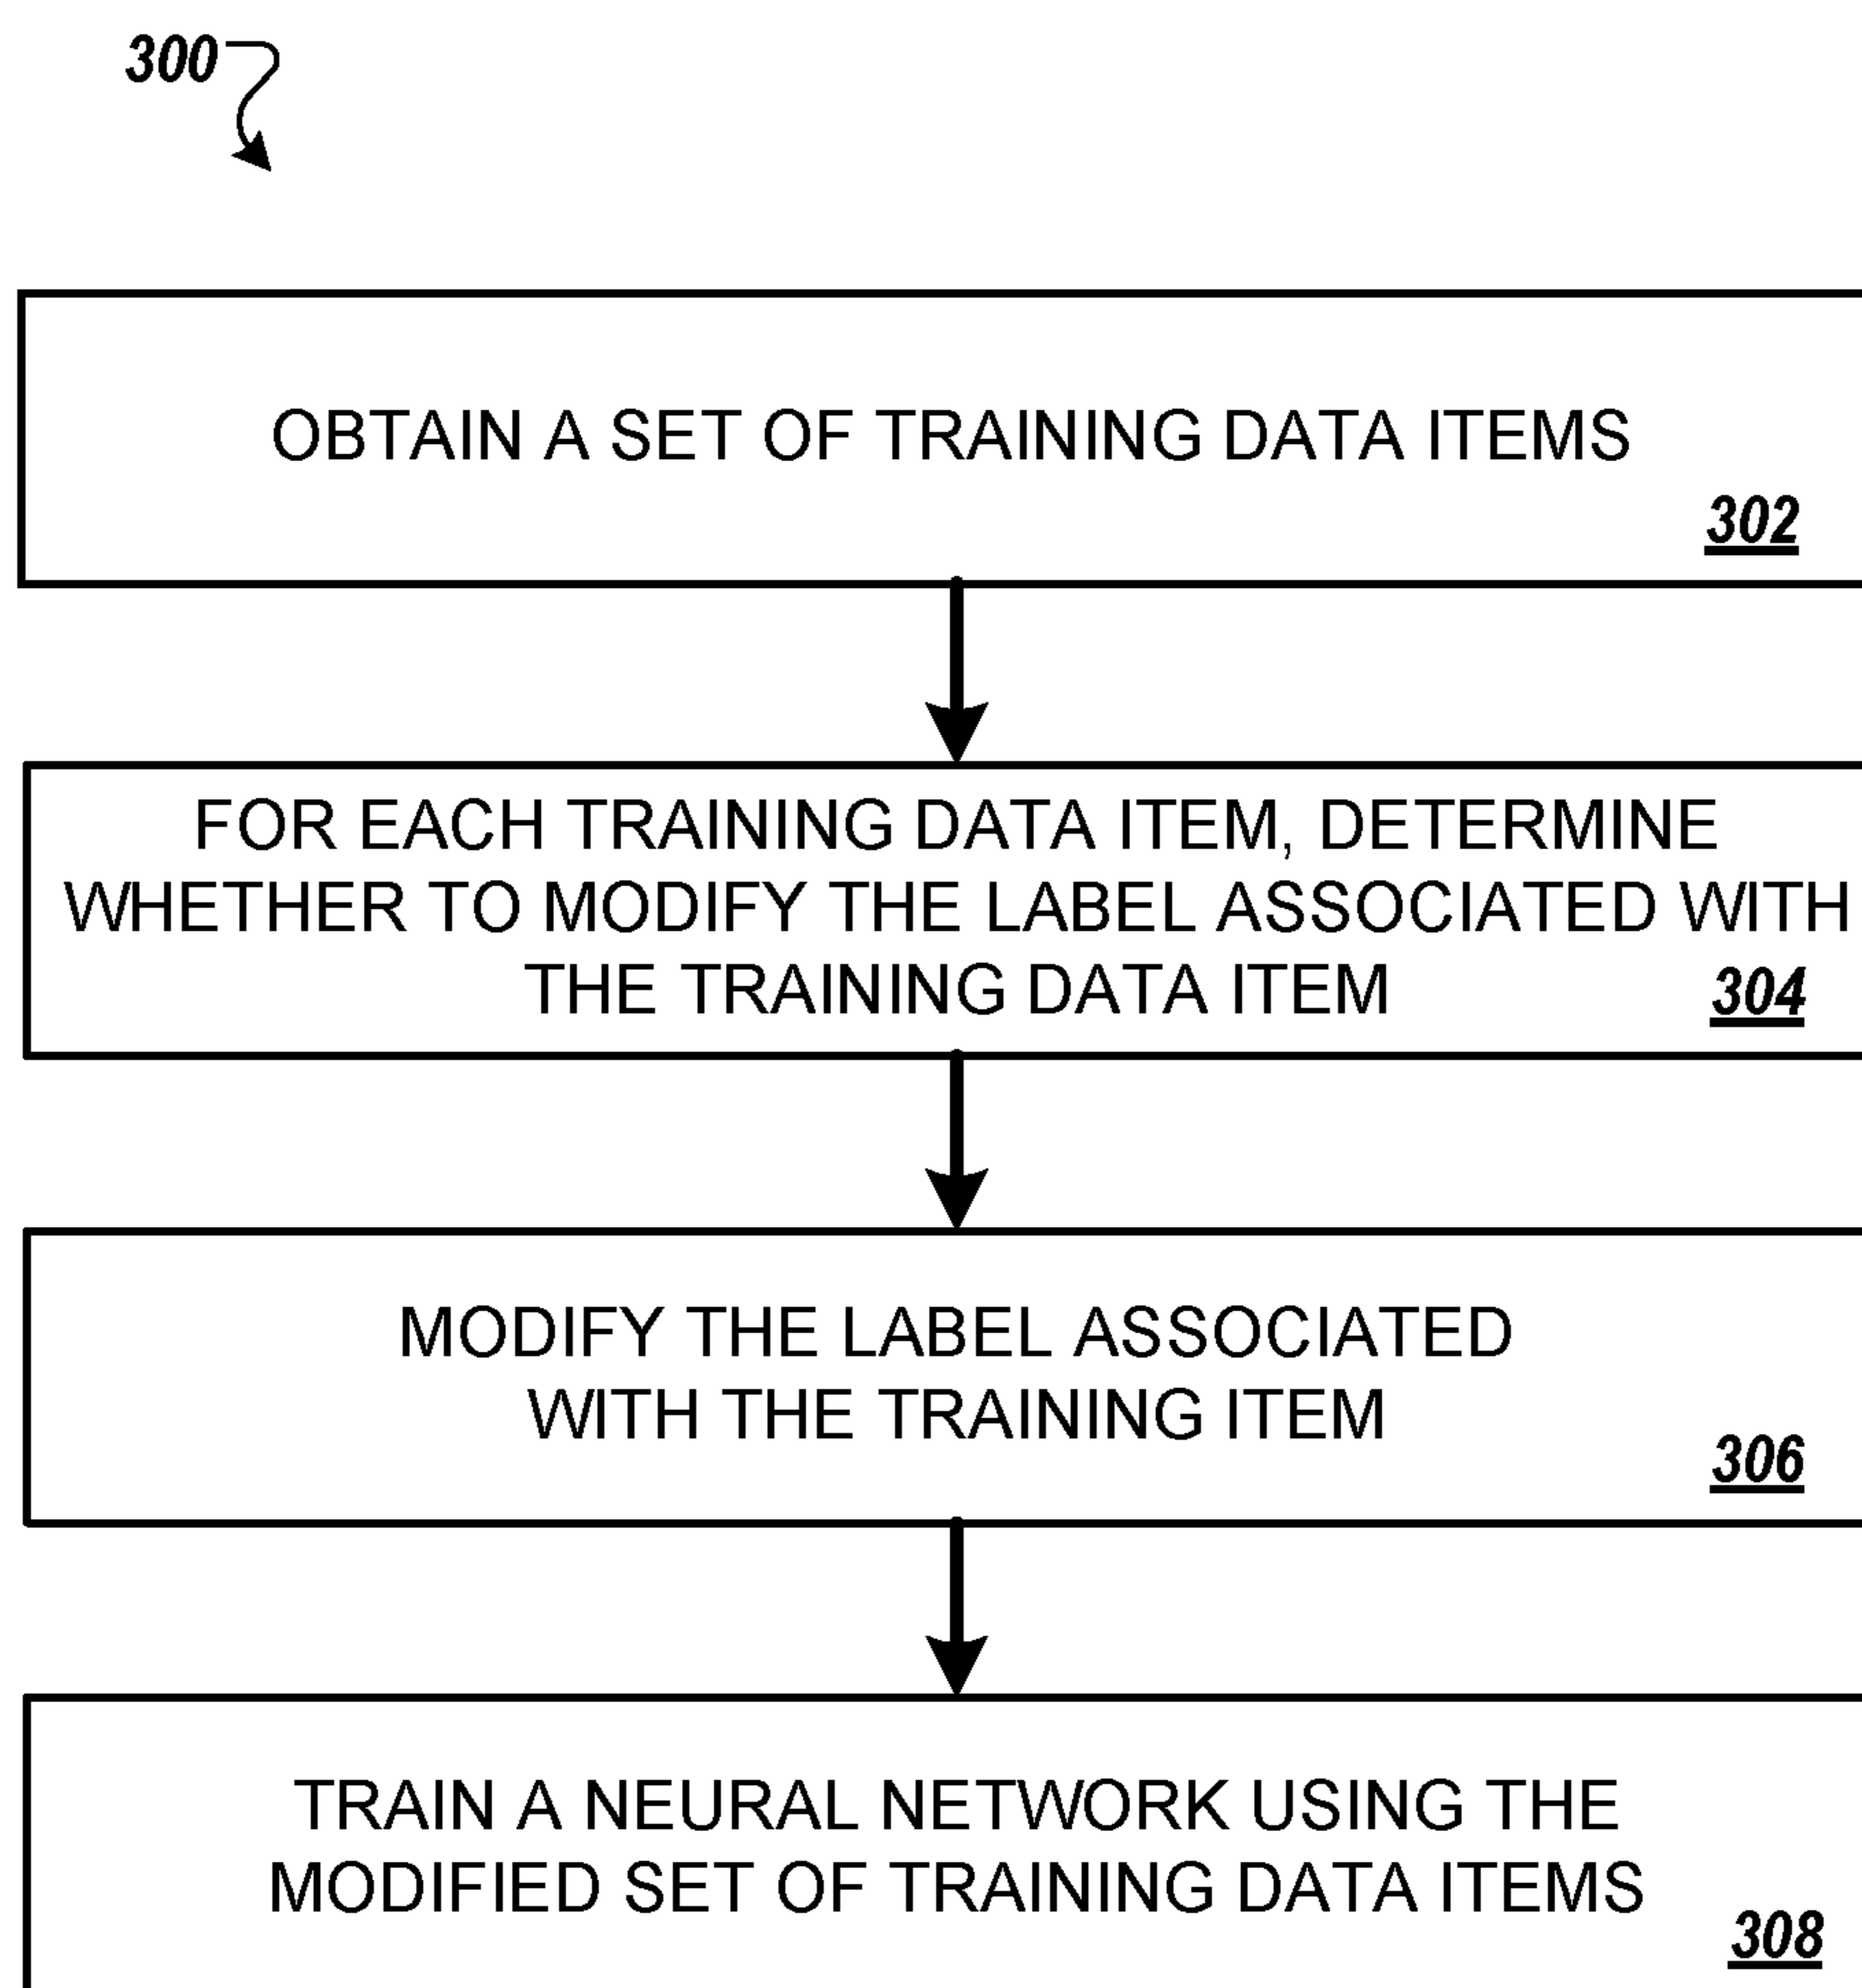 300
OBTAIN A SET OF TRAINING DATA ITEMS
302
FOR EACH TRAINING DATA ITEM, DETERMINE
WHETHER TO MODIFY THE LABEL ASSOCIATED WITH
THE TRAINING DATA ITEM
304
MODIFY THE LABEL ASSOCIATED
WITH THE TRAINING ITEM
306
TRAIN A NEURAL NETWORK USING THE
MODIFIED SET OF TRAINING DATA ITEMS
308